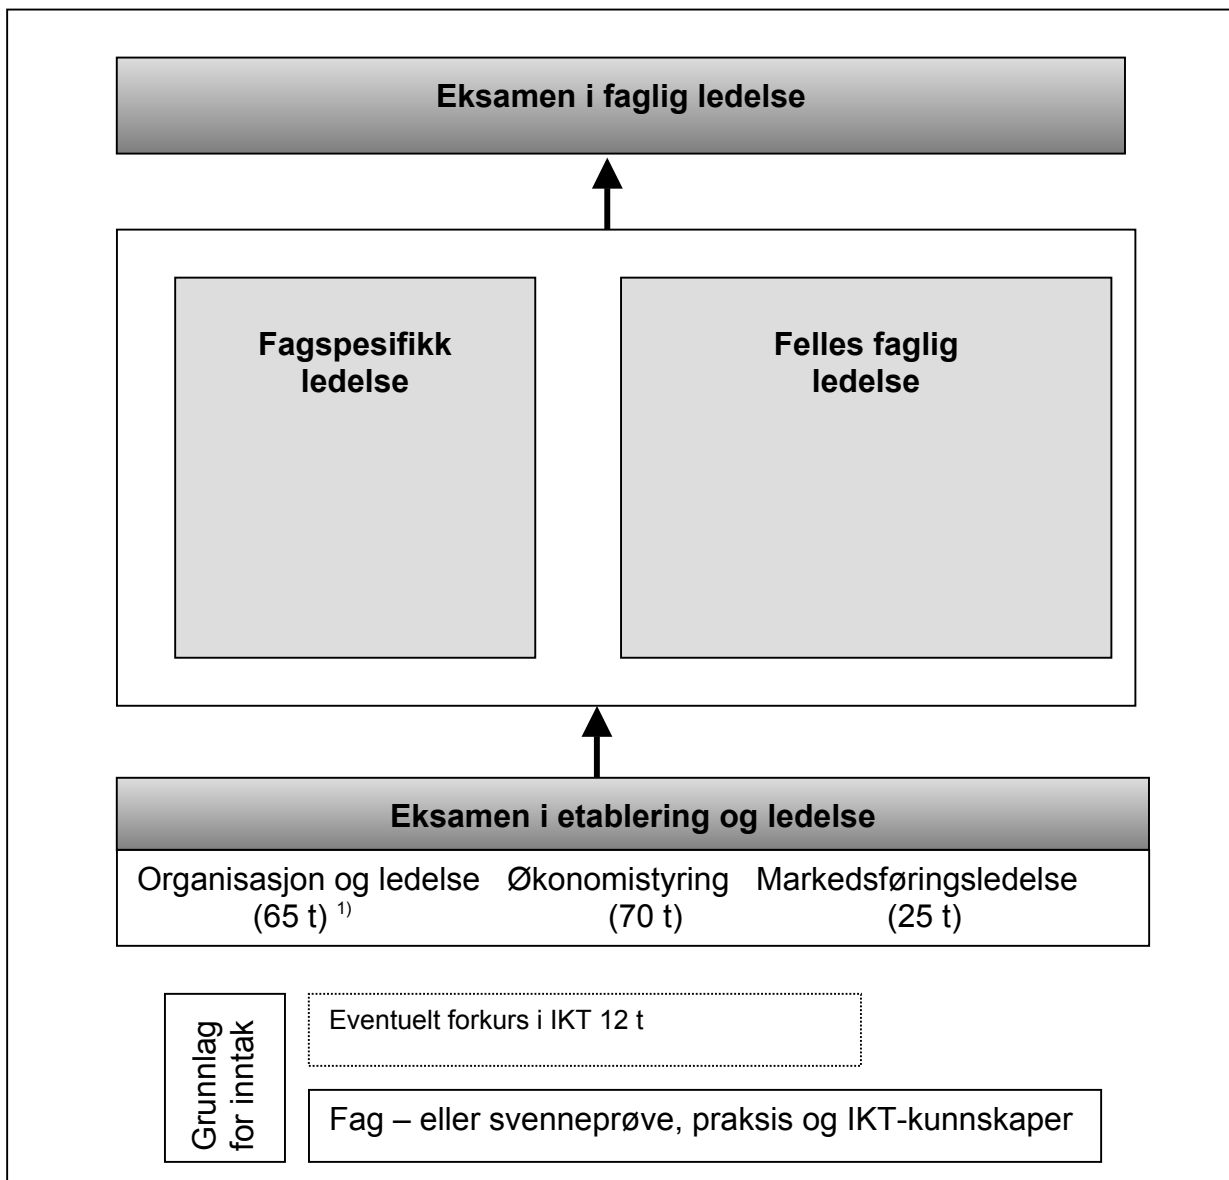 Eksamen i faglig ledelse
Fagspesifikk
ledelse
Felles faglig
ledelse
Eksamen i etablering og ledelse
Organisasjon og ledelse Økonomistyring Markedsføringsledelse
(65 t) 1) (70 t) (25 t)
Grunnlag
for inntak
Eventuelt forkurs i IKT 12 t
Fag – eller svenneprøve, praksis og IKT-kunnskaper